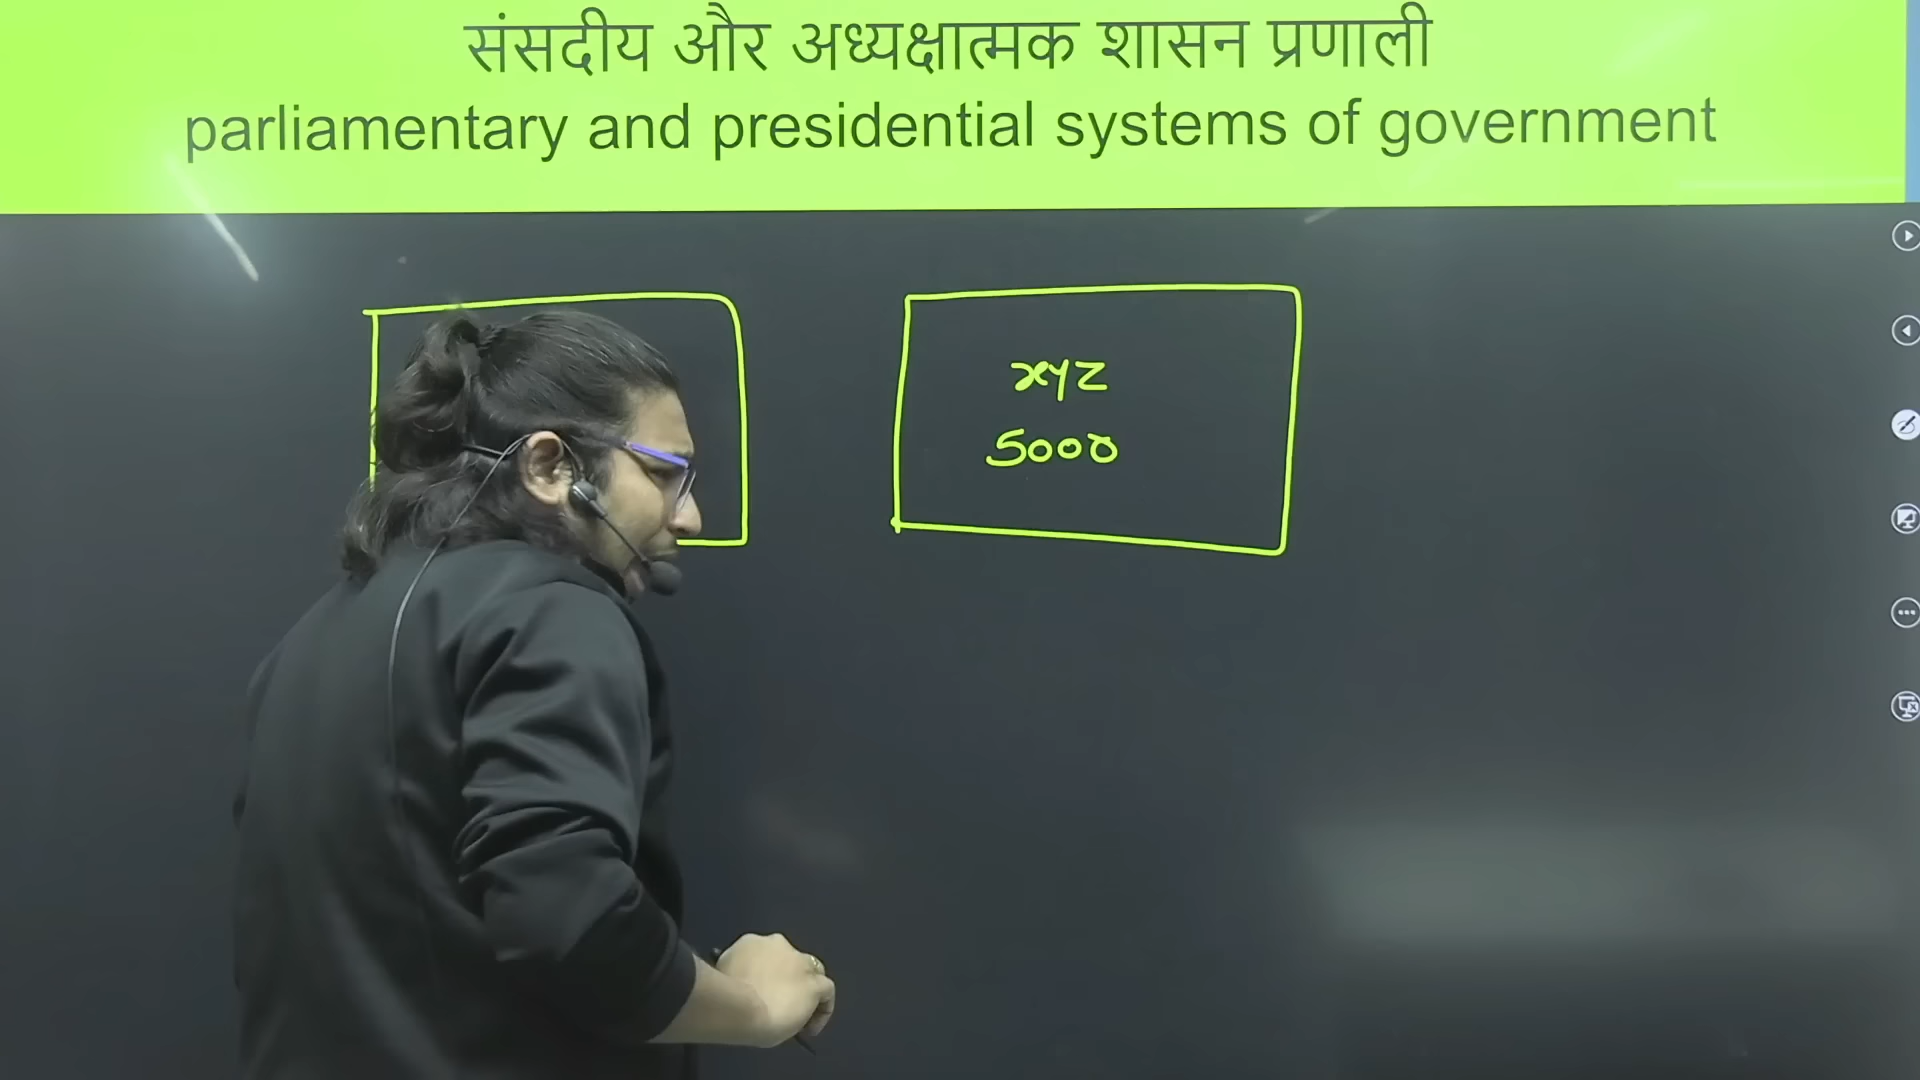 संसदीय और अध्यक्षात्मक शासन प्रणाली
parliamentary and presidential systems of government
xyz
5000